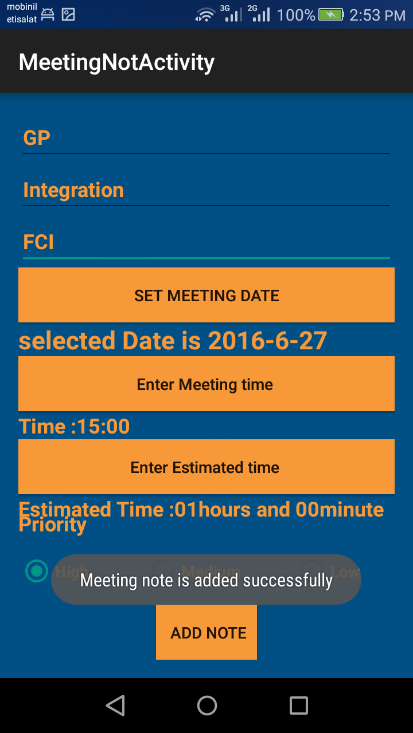 mobinil
etisalat
3G 2G 100% 2:53 PM
MeetingNotActivity
GP
Integration
FCI
SET MEETING DATE
selected Date is 2016-6-27
Enter Meeting time
Time :15:00
Enter Estimated time
Estimated Time :01hours and 00minute
Priority
High Medium Low
Meeting note is added successfully
ADD NOTE